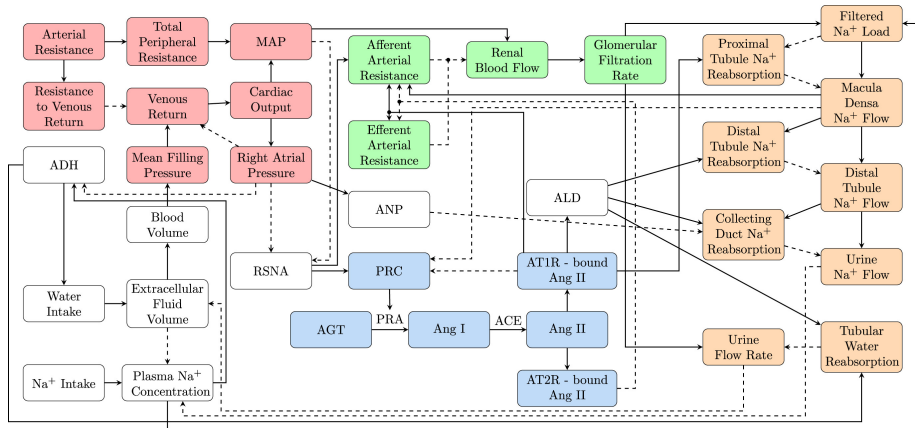 Arterial
Resistance
Total
Peripheral
Resistance
MAP
Resistance
to Venous
Return
Venous
Return
Cardiac
Output
ADH
Mean Filling
Pressure
Right Atrial
Pressure
Blood
Volume
Water
Intake
Extracellular
Fluid
Volume
RSNA
Na+ Intake
Plasma Na+
Concentration
Afferent
Arterial
Resistance
Renal
Blood Flow
Glomerular
Filtration
Rate
Efferent
Arterial
Resistance
ANP
ALD
PRC
AT1R - bound
Ang II
PRA
AGT
Ang I
ACE
Ang II
AT2R - bound
Ang II
Filtered
Na+ Load
Proximal
Tubule Na+
Reabsorption
Macula
Densa
Na+ Flow
Distal
Tubule Na+
Reabsorption
Distal
Tubule
Na+ Flow
Collecting
Duct Na+
Reabsorption
Urine
Na+ Flow
Urine
Flow Rate
Tubular
Water
Reabsorption